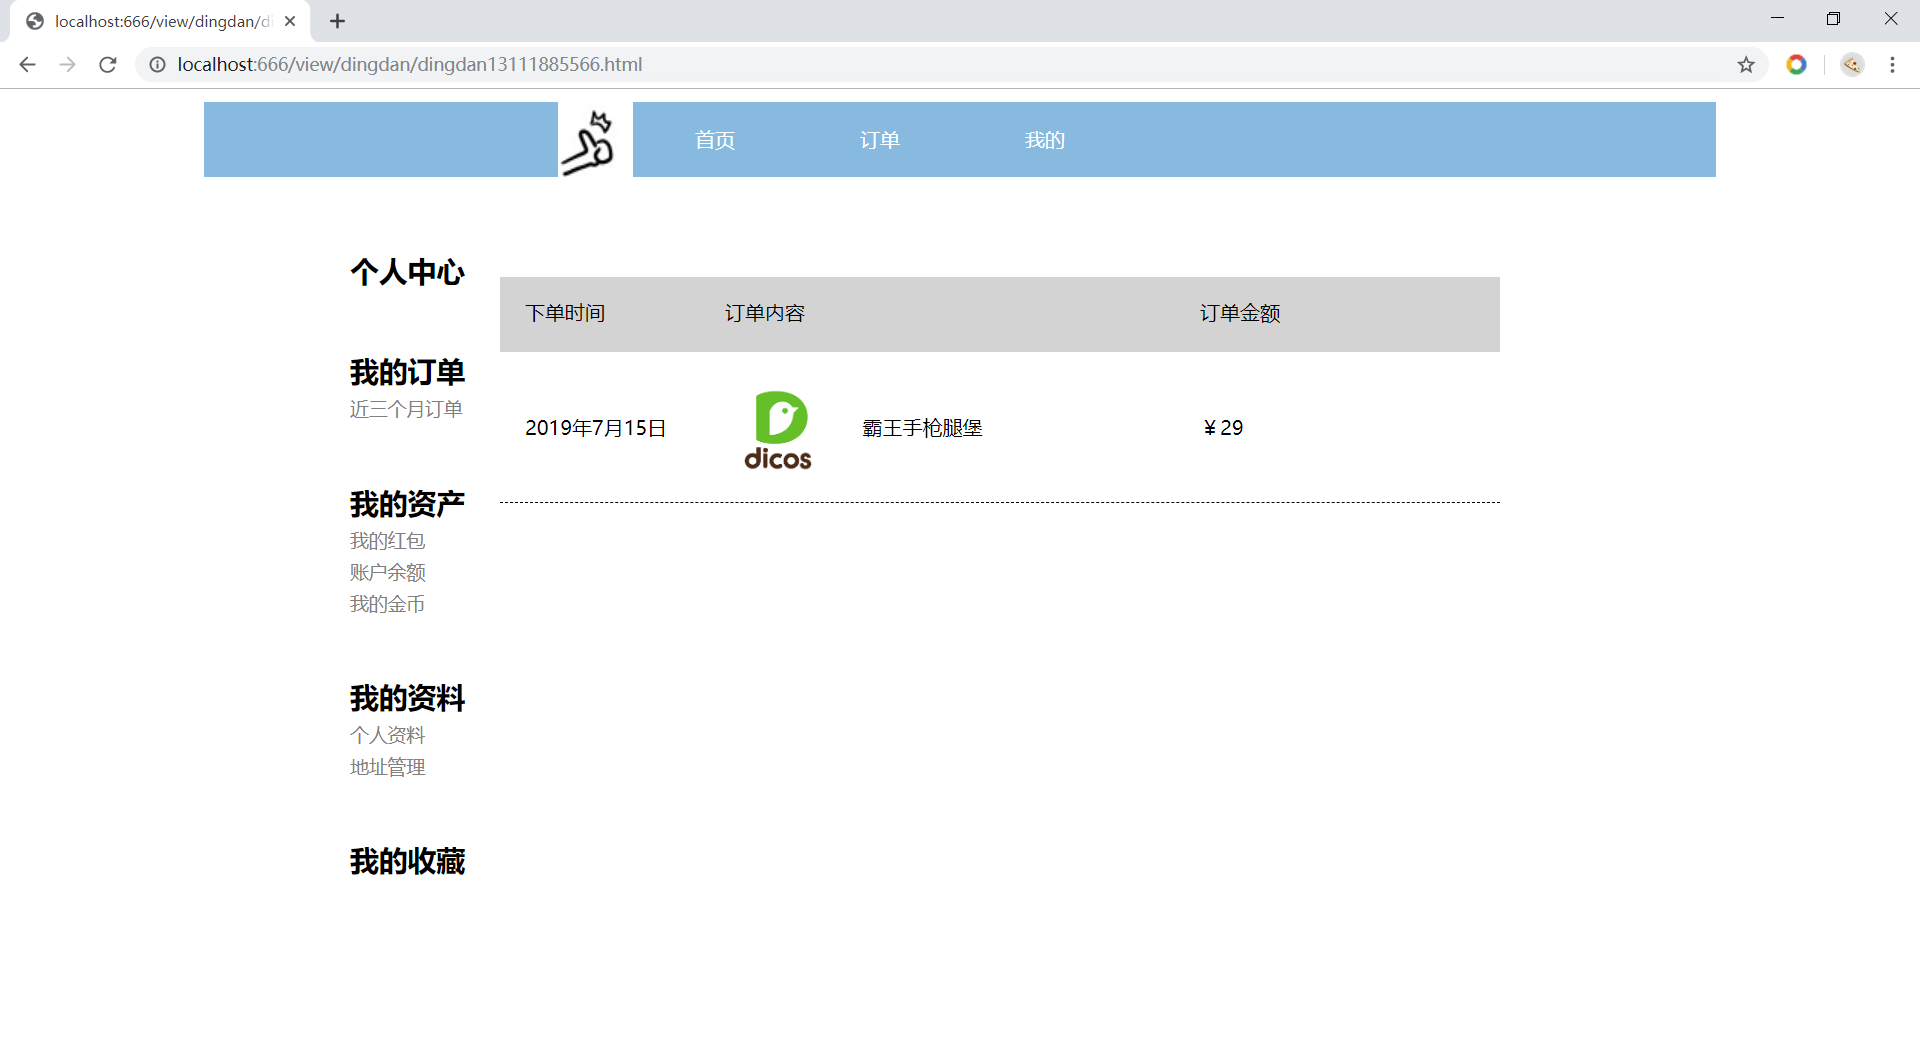 localhost:666/view/dingdan/di
localhost:666/view/dingdan/dingdan13111885566.html
首页 订单 我的
个人中心
下单时间 订单内容 订单金额
我的订单
近三个月订单
2019年7月15日 dicos 霸王手枪腿堡 ￥29
我的资产
我的红包
账户余额
我的金币
我的资料
个人资料
地址管理
我的收藏